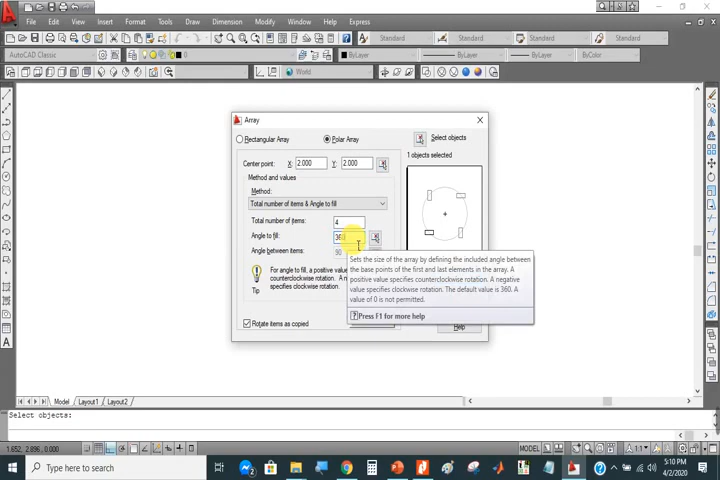 File Edit View Insert Format Tools Draw Dimension Modify Window Help Express
Standard Standard Standard Standard
AutoCAD Classic 0 ByLayer ByLayer ByColor
World
Array
Rectangular Array Polar Array Select objects
1 objects selected
Center point: X: 2.000 Y: 2.000
Method and values
Method:
Total number of items & Angle to fill
Total number of items: 4
Angle to fill: 360
Angle between items: 90
Tip
For angle to fill, a positive value
counterclockwise rotation.
specifies clockwise rotation.
Sets the size of the array by defining the included angle between
the base points of the first and last elements in the array. A
positive value specifies counterclockwise rotation. A negative
value specifies clockwise rotation. The default value is 360. A
value of 0 is not permitted.
Press F1 for more help
Rotate items as copied
Help
Model Layout1 Layout2
Select objects:
1.652, 2.896, 0.000 MODEL 1:1
Type here to search
5:10 PM
4/2/2020